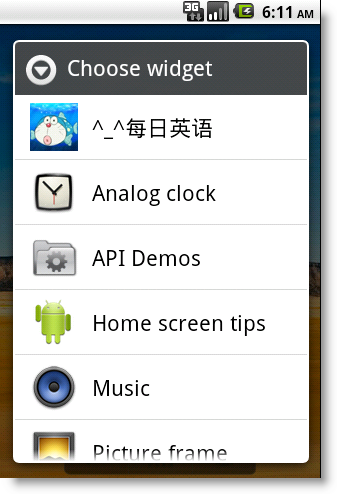 3G
6:11 AM
Choose widget
^_^每日英语
Analog clock
API Demos
Home screen tips
Music
Picture frame